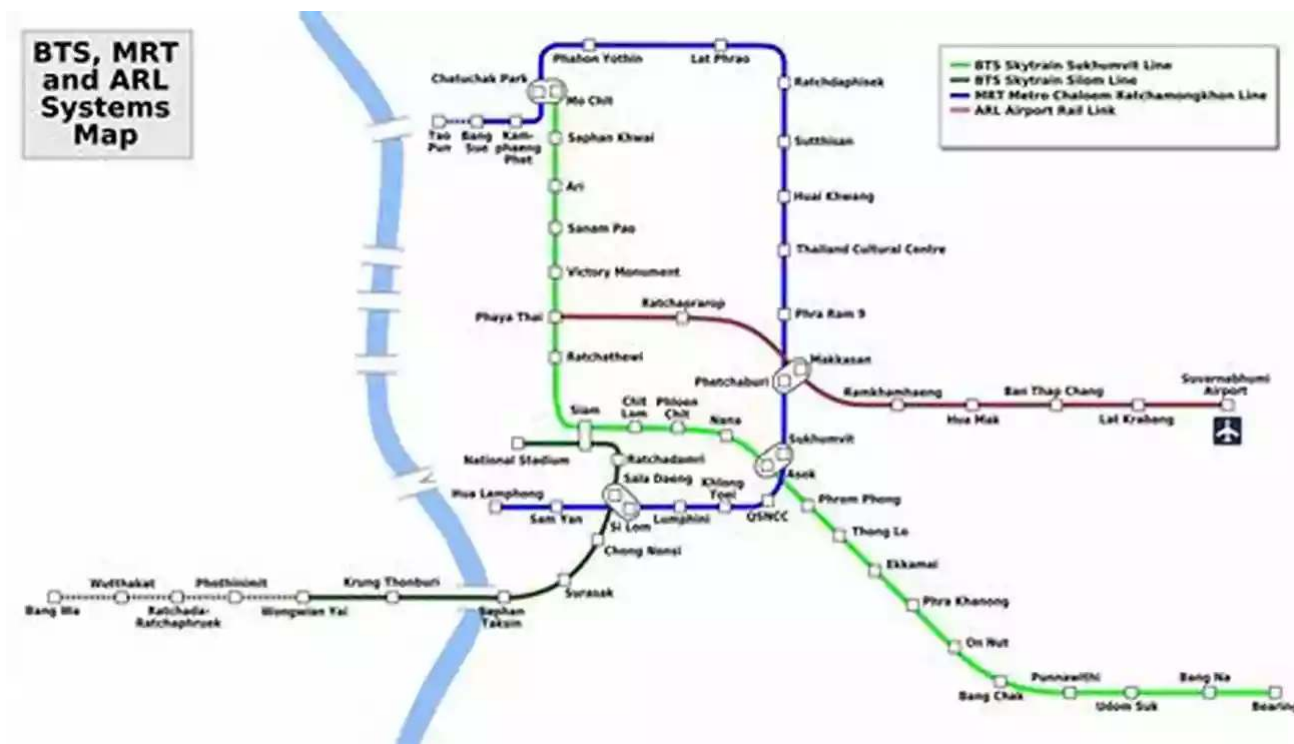 BTS, MRT
and ARL
Systems
Map
BTS Skytrain Sukhumvit Line
BTS Skytrain Silom Line
MRT Metro Chaloem Ratchamongkhon Line
ARL Airport Rail Link
Phahon Yothin
Lat Phrao
Chatuchak Park
Mo Chit
Ratchdaphisek
Tao
Pun
Bang
Sue
Kam-
phaeng
Phet
Saphan Khwai
Sutthisan
Ari
Huai Khwang
Sanam Pao
Thailand Cultural Centre
Victory Monument
Ratchaprarop
Phaya Thai
Phra Ram 9
Ratchathewi
Makkasan
Phetchaburi
Ramkhamhaeng
Hua Mak
Ban Thap Chang
Lat Krabang
Suvarnabhumi
Airport
Siam
Chit
Lom
Phloen
Chit
Nana
Sukhumvit
Asok
National Stadium
Ratchadamri
Sala Daeng
Hua Lamphong
Sam Yan
Si Lom
Lumphini
Khlong
Toei
QSNCC
Phrom Phong
Thong Lo
Chong Nonsi
Ekkamai
Surasak
Phra Khanong
Bang Wa
Wutthakat
Ratchada-
Ratchaphruek
Phothinimit
Wongwian Yai
Krung Thonburi
Saphan
Taksin
On Nut
Bang Chak
Punnawithi
Udom Suk
Bang Na
Bearing